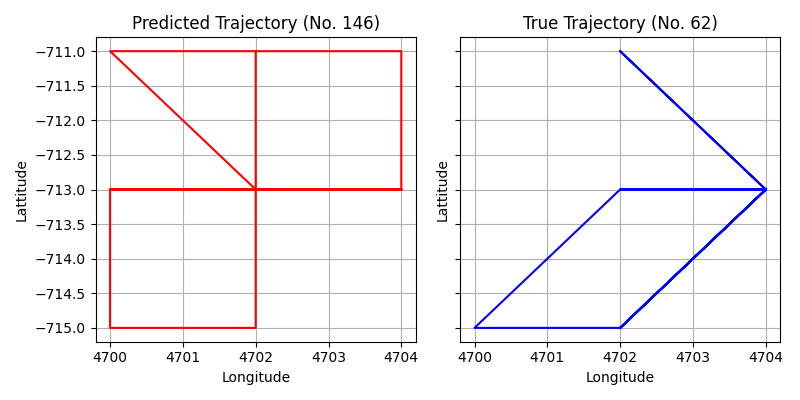 Predicted Trajectory (No. 146)
−711.0
−711.5
−712.0
−712.5
−713.0
−713.5
−714.0
−714.5
−715.0
Lattitude
4700 4701 4702 4703 4704
Longitude
True Trajectory (No. 62)
Lattitude
4700 4701 4702 4703 4704
Longitude